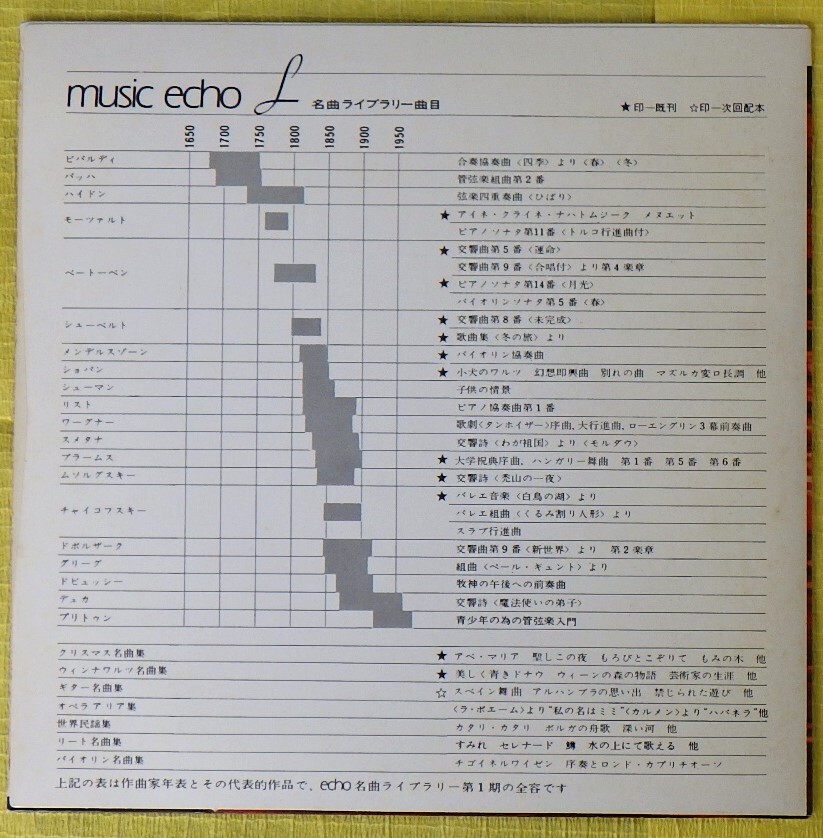 music echo L 名曲ライブラリー曲目 ★印ー既刊 ☆印ー次回配本
1650 1700 1750 1800 1850 1900 1950
ビバルディ 合奏協奏曲〈四季〉より〈春〉〈冬〉
バッハ 管弦楽組曲第2番
ハイドン 弦楽四重奏曲〈ひばり〉
モーツァルト ★ アイネ・クライネ・ナハトムジーク メヌエット
ピアノソナタ第11番〈トルコ行進曲付〉
ベートーベン ★ 交響曲第5番〈運命〉
交響曲第9番〈合唱付〉より第4楽章
★ ピアノソナタ第14番〈月光〉
バイオリンソナタ第5番〈春〉
シューベルト ★ 交響曲第8番〈未完成〉
★ 歌曲集〈冬の旅〉より
メンデルスゾーン ★ バイオリン協奏曲
ショパン ★ 小犬のワルツ 幻想即興曲 別れの曲 マズルカ変ロ長調 他
シューマン 子供の情景
リスト ピアノ協奏曲第1番
ワーグナー 歌劇〈タンホイザー〉序曲、大行進曲、ローエングリン3幕前奏曲
スメタナ 交響詩〈わが祖国〉より〈モルダウ〉
ブラームス ★ 大学祝典序曲、ハンガリー舞曲 第1番 第5番 第6番
ムソルグスキー ★ 交響詩〈禿山の一夜〉
チャイコフスキー ★ バレエ音楽〈白鳥の湖〉より
バレエ組曲〈くるみ割り人形〉より
スラブ行進曲
ドボルザーク 交響曲第9番〈新世界〉より 第2楽章
グリーグ 組曲〈ペール・ギュント〉より
ドビュッシー 牧神の午後への前奏曲
デュカ 交響詩〈魔法使いの弟子〉
ブリトゥン 青少年の為の管弦楽入門
クリスマス名曲集 ★ アベ・マリア 聖しこの夜 もろびとこぞりて もみの木 他
ウィンナワルツ名曲集 ★ 美しく青きドナウ ウィーンの森の物語 芸術家の生涯 他
ギター名曲集 ☆ スペイン舞曲 アルハンブラの思い出 禁じられた遊び 他
オペラアリア集 〈ラ・ボエーム〉より"私の名はミミ"〈カルメン〉より"ハバネラ"他
世界民謡集 カタリ・カタリ ボルガの舟歌 深い河 他
リート名曲集 すみれ セレナード 鱒 水の上にて歌える 他
バイオリン名曲集 チゴイネルワイゼン 序奏とロンド・カプリチオーソ
上記の表は作曲家年表とその代表的作品で、echo名曲ライブラリー第1期の全容です